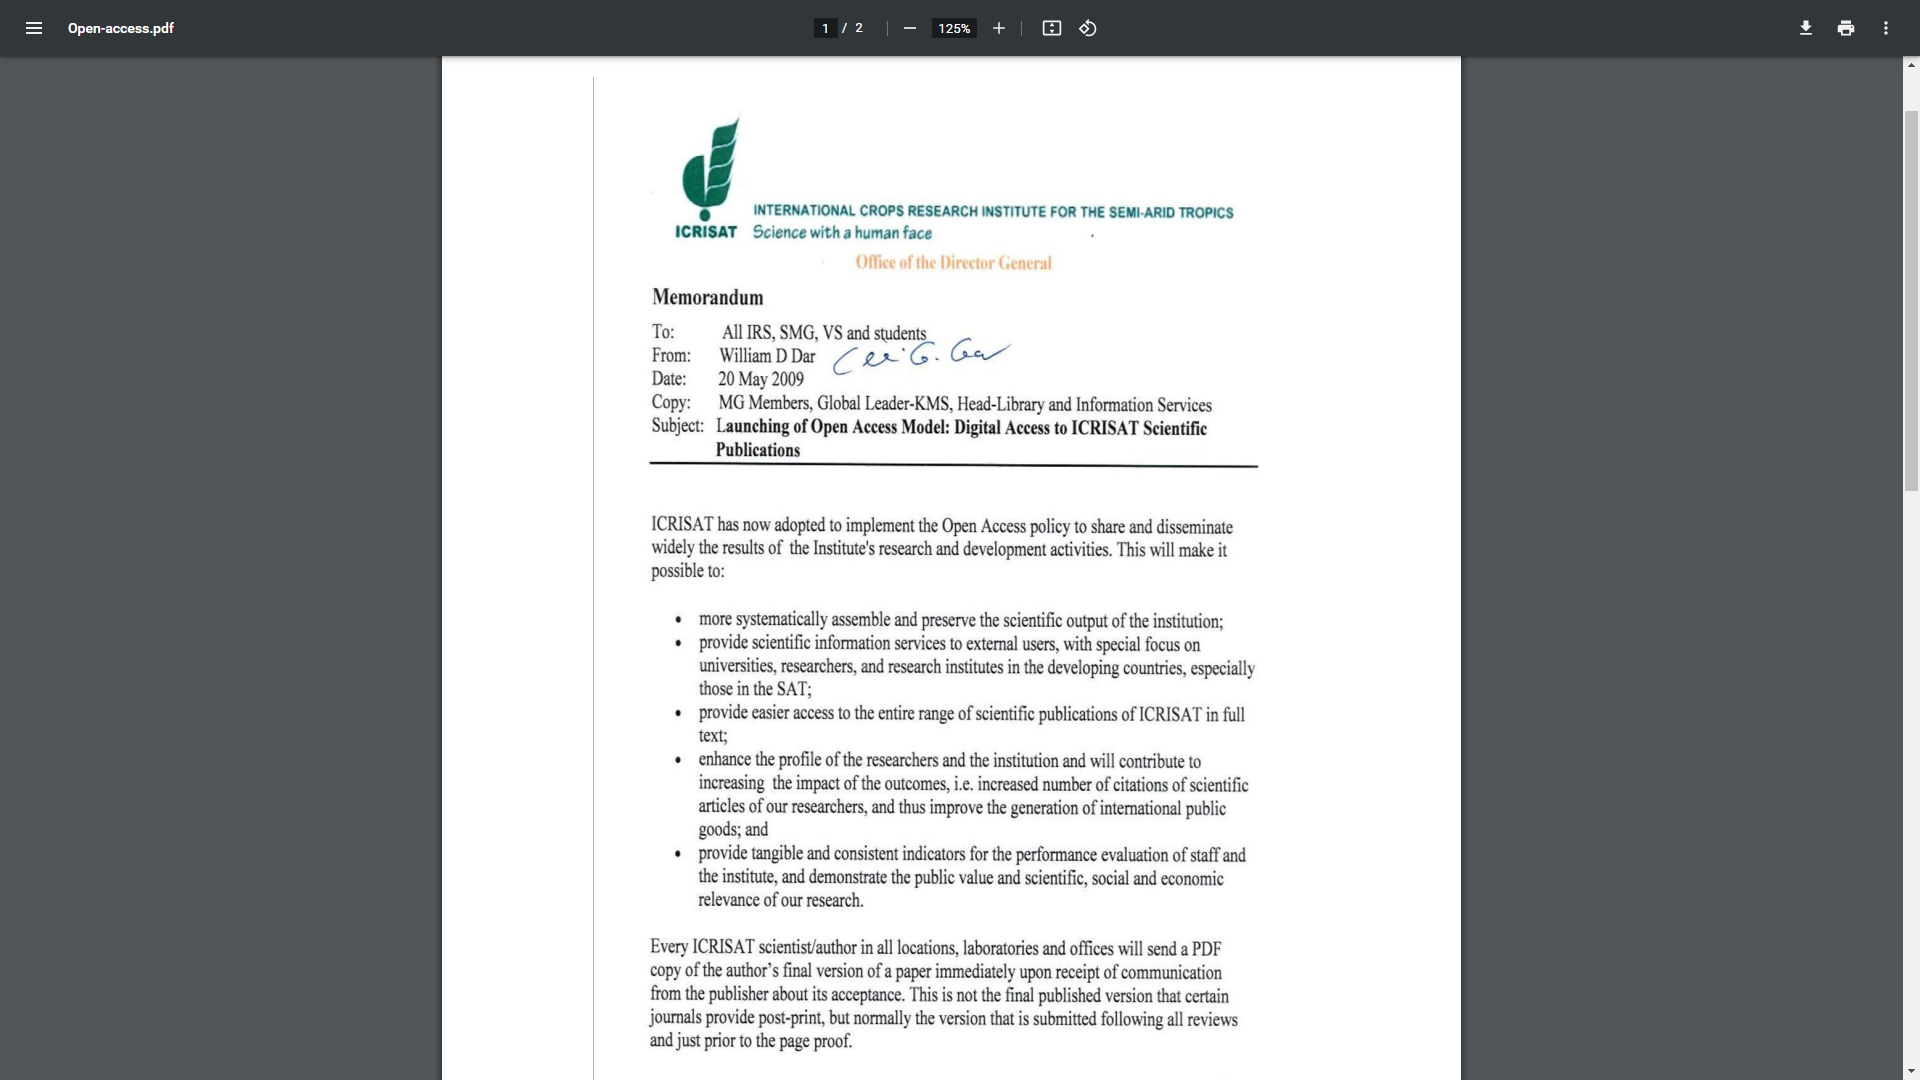 Open-access.pdf
1 / 2
125%
ICRISAT
INTERNATIONAL CROPS RESEARCH INSTITUTE FOR THE SEMI-ARID TROPICS
Science with a human face
Office of the Director General
Memorandum
To: All IRS, SMG, VS and students
From: William D Dar
Date: 20 May 2009
Copy: MG Members, Global Leader-KMS, Head-Library and Information Services
Subject: Launching of Open Access Model: Digital Access to ICRISAT Scientific
Publications
ICRISAT has now adopted to implement the Open Access policy to share and disseminate
widely the results of the Institute's research and development activities. This will make it
possible to:
• more systematically assemble and preserve the scientific output of the institution;
• provide scientific information services to external users, with special focus on
universities, researchers, and research institutes in the developing countries, especially
those in the SAT;
• provide easier access to the entire range of scientific publications of ICRISAT in full
text;
• enhance the profile of the researchers and the institution and will contribute to
increasing the impact of the outcomes, i.e. increased number of citations of scientific
articles of our researchers, and thus improve the generation of international public
goods; and
• provide tangible and consistent indicators for the performance evaluation of staff and
the institute, and demonstrate the public value and scientific, social and economic
relevance of our research.
Every ICRISAT scientist/author in all locations, laboratories and offices will send a PDF
copy of the author’s final version of a paper immediately upon receipt of communication
from the publisher about its acceptance. This is not the final published version that certain
journals provide post-print, but normally the version that is submitted following all reviews
and just prior to the page proof.